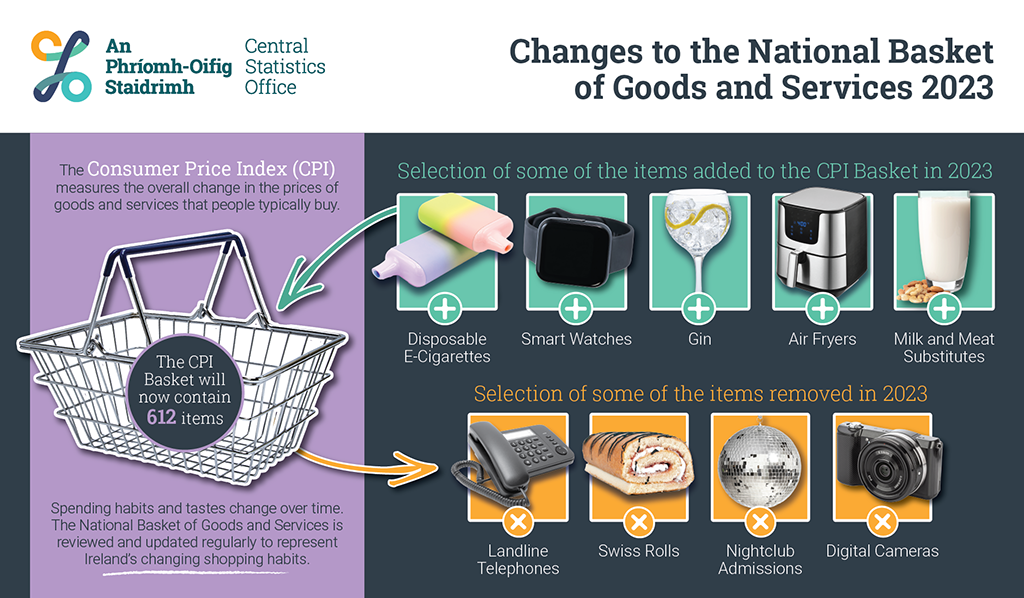 An
Phríomh-Oifig
Staidrimh
Central
Statistics
Office
Changes to the National Basket
of Goods and Services 2023
The Consumer Price Index (CPI)
measures the overall change in the prices of
goods and services that people typically buy.
The CPI
Basket will
now contain
612 items
Spending habits and tastes change over time.
The National Basket of Goods and Services is
reviewed and updated regularly to represent
Ireland's changing shopping habits.
Selection of some of the items added to the CPI Basket in 2023
Disposable
E-Cigarettes
Smart Watches
Gin
Air Fryers
Milk and Meat
Substitutes
Selection of some of the items removed in 2023
Landline
Telephones
Swiss Rolls
Nightclub
Admissions
Digital Cameras